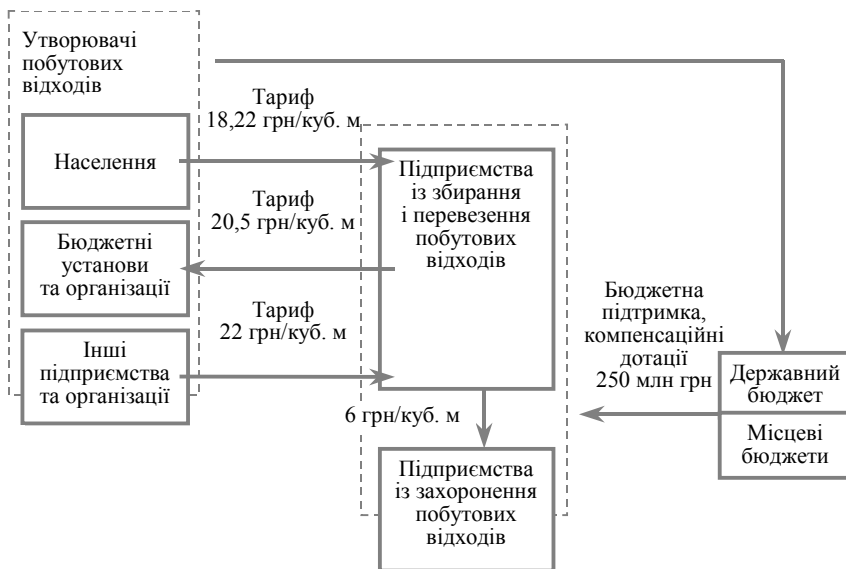 Утворювачі
побутових
відходів
Тариф
18,22 грн/куб. м
Населення
Підприємства
із збирання
і перевезення
побутових
відходів
Тариф
20,5 грн/куб. м
Бюджетні
установи
та організації
Тариф
22 грн/куб. м
Інші
підприємства
та організації
Бюджетна
підтримка,
компенсаційні
дотації
250 млн грн
Державний
бюджет
Місцеві
бюджети
6 грн/куб. м
Підприємства
із захоронення
побутових
відходів